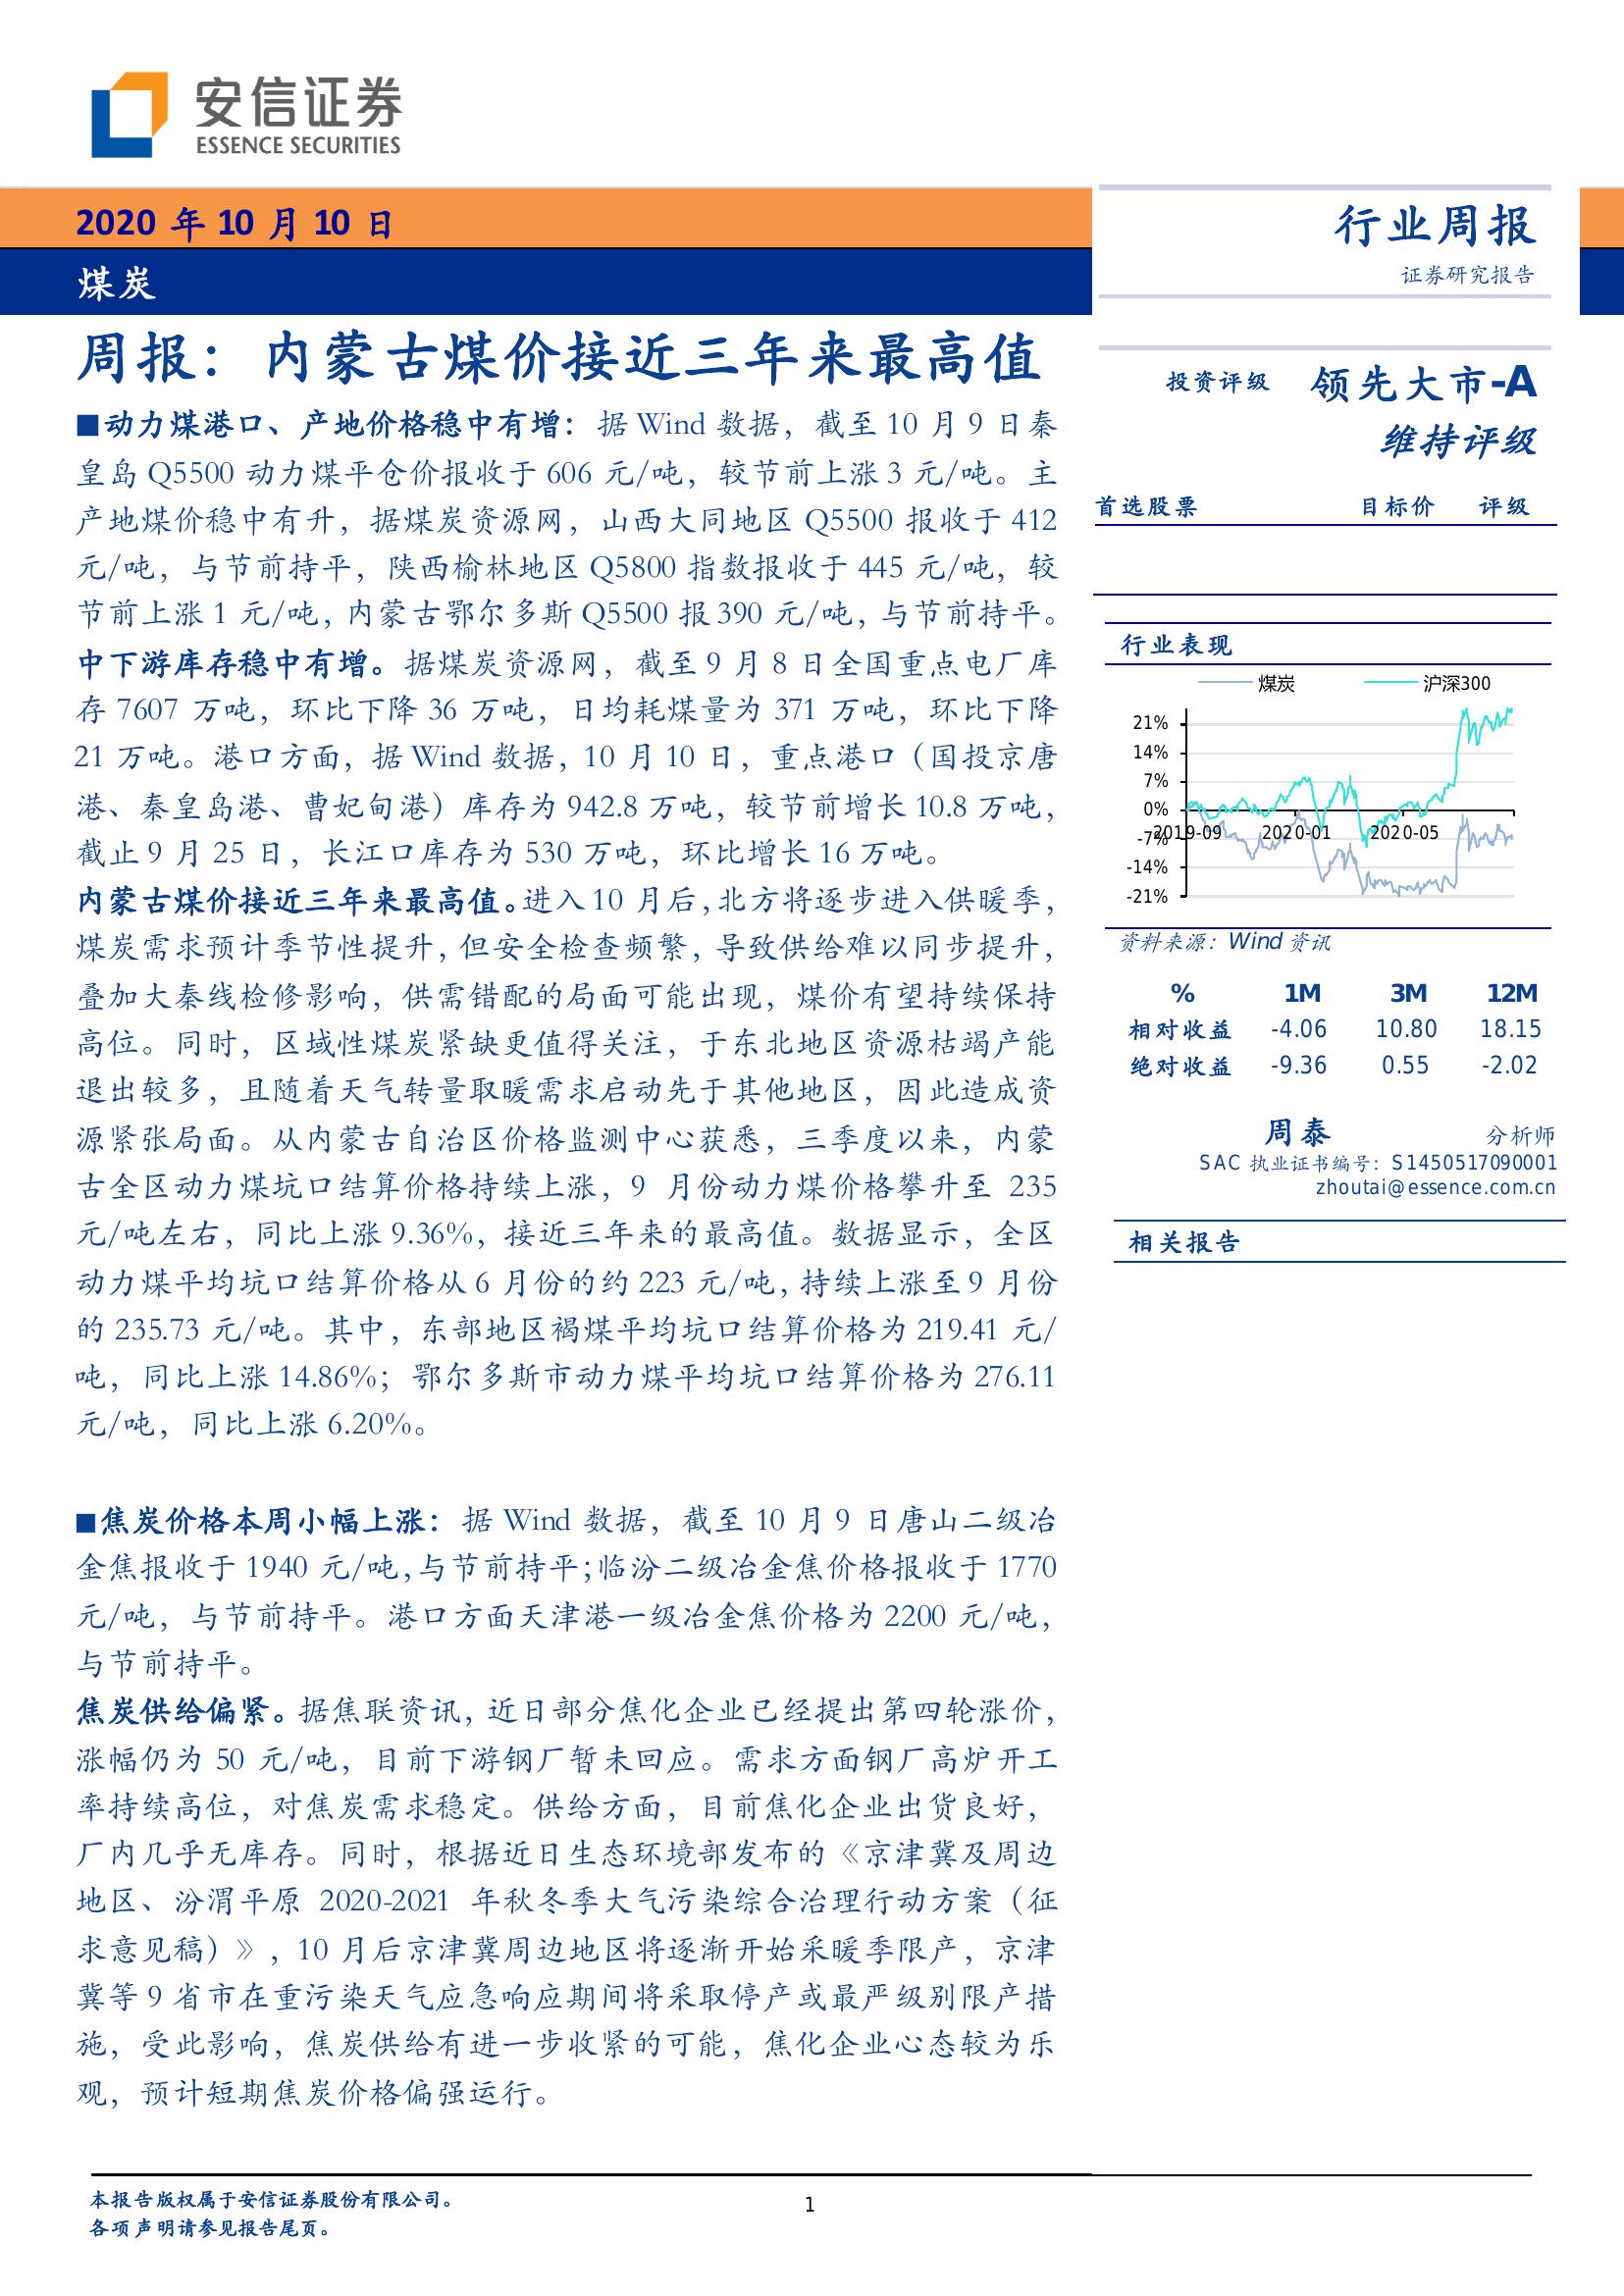 安信证券
ESSENCE SECURITIES
2020 年 10 月 10 日
煤炭
行业周报
证券研究报告
周报：内蒙古煤价接近三年来最高值
■动力煤港口、产地价格稳中有增：据 Wind 数据，截至 10 月 9 日秦
皇岛 Q5500 动力煤平仓价报收于 606 元/吨，较节前上涨 3 元/吨。主
产地煤价稳中有升，据煤炭资源网，山西大同地区 Q5500 报收于 412
元/吨，与节前持平，陕西榆林地区 Q5800 指数报收于 445 元/吨，较
节前上涨 1 元/吨，内蒙古鄂尔多斯 Q5500 报 390 元/吨，与节前持平。
中下游库存稳中有增。据煤炭资源网，截至 9 月 8 日全国重点电厂库
存 7607 万吨，环比下降 36 万吨，日均耗煤量为 371 万吨，环比下降
21 万吨。港口方面，据 Wind 数据，10 月 10 日，重点港口（国投京唐
港、秦皇岛港、曹妃甸港）库存为 942.8 万吨，较节前增长 10.8 万吨，
截止 9 月 25 日，长江口库存为 530 万吨，环比增长 16 万吨。
内蒙古煤价接近三年来最高值。进入 10 月后，北方将逐步进入供暖季，
煤炭需求预计季节性提升，但安全检查频繁，导致供给难以同步提升，
叠加大秦线检修影响，供需错配的局面可能出现，煤价有望持续保持
高位。同时，区域性煤炭紧缺更值得关注，于东北地区资源枯竭产能
退出较多，且随着天气转量取暖需求启动先于其他地区，因此造成资
源紧张局面。从内蒙古自治区价格监测中心获悉，三季度以来，内蒙
古全区动力煤坑口结算价格持续上涨，9 月份动力煤价格攀升至 235
元/吨左右，同比上涨 9.36%，接近三年来的最高值。数据显示，全区
动力煤平均坑口结算价格从 6 月份的约 223 元/吨，持续上涨至 9 月份
的 235.73 元/吨。其中，东部地区褐煤平均坑口结算价格为 219.41 元/
吨，同比上涨 14.86%；鄂尔多斯市动力煤平均坑口结算价格为 276.11
元/吨，同比上涨 6.20%。
■焦炭价格本周小幅上涨：据 Wind 数据，截至 10 月 9 日唐山二级冶
金焦报收于 1940 元/吨，与节前持平；临汾二级冶金焦价格报收于 1770
元/吨，与节前持平。港口方面天津港一级冶金焦价格为 2200 元/吨，
与节前持平。
焦炭供给偏紧。据焦联资讯，近日部分焦化企业已经提出第四轮涨价，
涨幅仍为 50 元/吨，目前下游钢厂暂未回应。需求方面钢厂高炉开工
率持续高位，对焦炭需求稳定。供给方面，目前焦化企业出货良好，
厂内几乎无库存。同时，根据近日生态环境部发布的《京津冀及周边
地区、汾渭平原 2020-2021 年秋冬季大气污染综合治理行动方案（征
求意见稿）》，10 月后京津冀周边地区将逐渐开始采暖季限产，京津
冀等 9 省市在重污染天气应急响应期间将采取停产或最严级别限产措
施，受此影响，焦炭供给有进一步收紧的可能，焦化企业心态较为乐
观，预计短期焦炭价格偏强运行。
投资评级 领先大市-A
维持评级
首选股票 目标价 评级
行业表现
煤炭 沪深300
21%
14%
7%
0%
-7%
-14%
-21%
2019-09 2020-01 2020-05
资料来源：Wind 资讯
% 1M 3M 12M
相对收益 -4.06 10.80 18.15
绝对收益 -9.36 0.55 -2.02
周泰 分析师
SAC 执业证书编号：S1450517090001
zhoutai@essence.com.cn
相关报告
本报告版权属于安信证券股份有限公司。
各项声明请参见报告尾页。
1